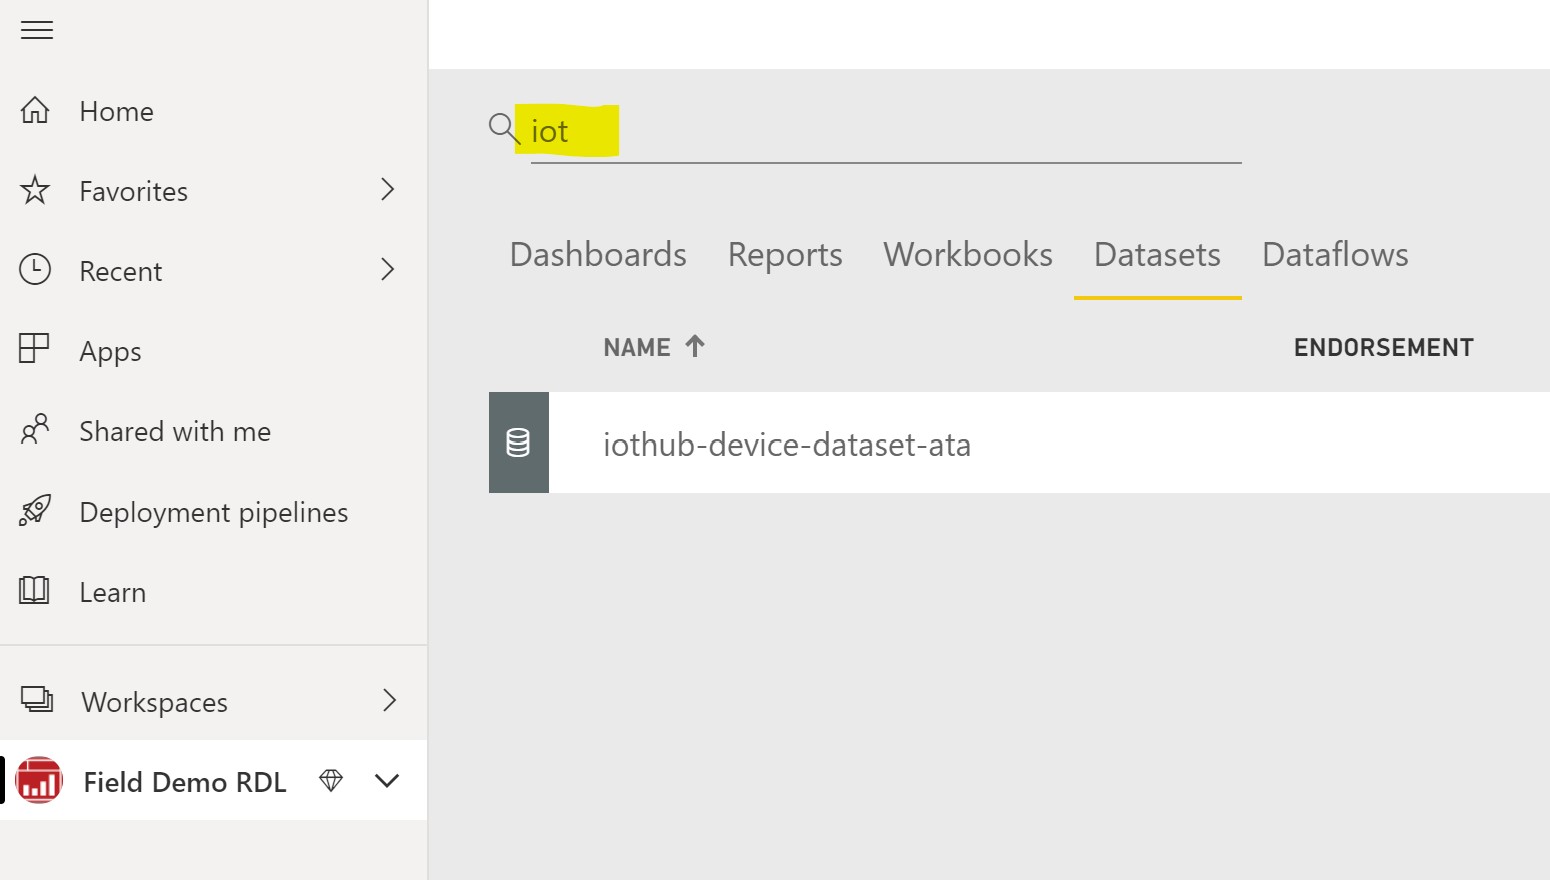 Home
Favorites
Recent
Apps
Shared with me
Deployment pipelines
Learn
Workspaces
Field Demo RDL
iot
Dashboards Reports Workbooks Datasets Dataflows
NAME ENDORSEMENT
iothub-device-dataset-ata